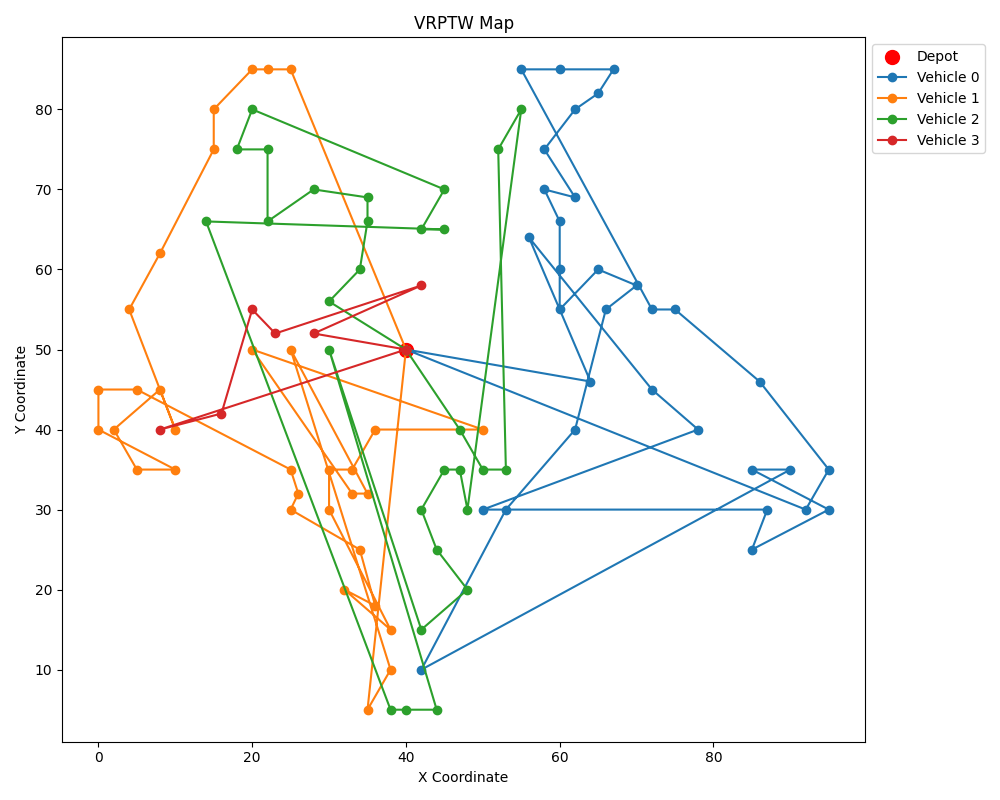 VRPTW Map
Depot
Vehicle 0
Vehicle 1
Vehicle 2
Vehicle 3
80
70
60
50
40
30
20
10
Y Coordinate
0 20 40 60 80
X Coordinate